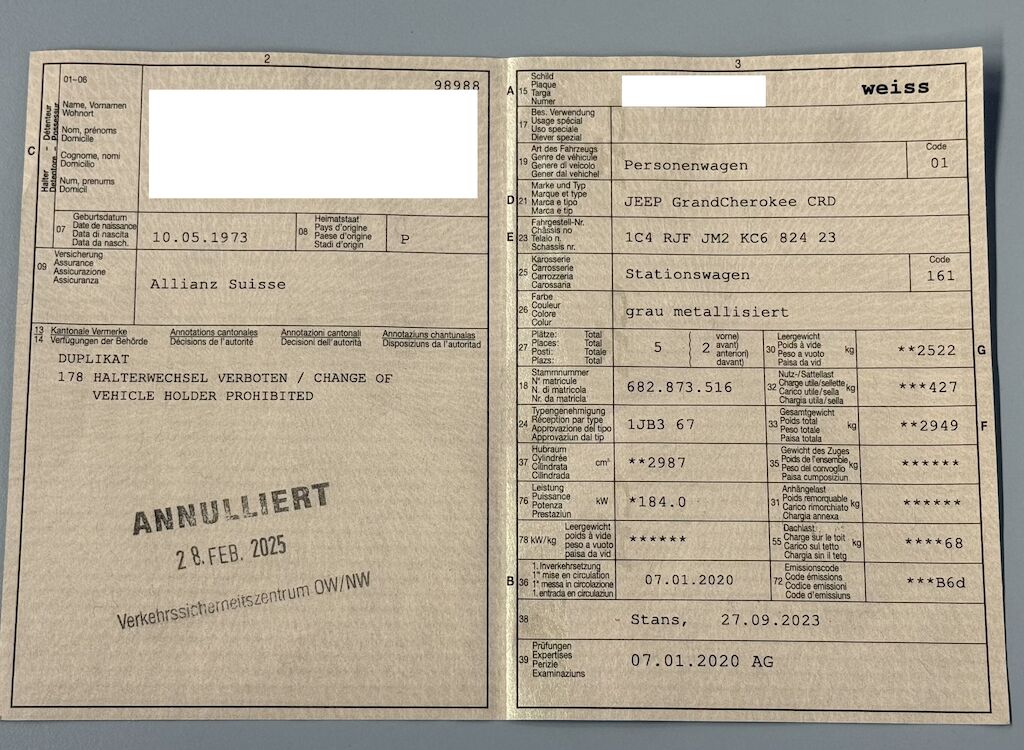 2
01-06
98988
Halter - Détenteur
Detentore - Possessur
Name, Vornamen
Wohnort
Nom, prénoms
Domicile
Cognome, nomi
Domicilio
Num, prenums
Domicil
C
07
Geburtsdatum
Date de naissance
Data di nascita
Data da nasch.
10.05.1973
08
Heimatstaat
Pays d'origine
Paese d'origine
Stadi d'origin
P
09
Versicherung
Assurance
Assicurazione
Assicuranza
Allianz Suisse
13 Kantonale Vermerke Annotations cantonales Annotazioni cantonali Annotaziuns chantunalas
14 Verfügungen der Behörde Décisions de l'autorité Decisioni dell'autorità Disposiziuns da l'autoritad
DUPLIKAT
178 HALTERWECHSEL VERBOTEN / CHANGE OF
VEHICLE HOLDER PROHIBITED
ANNULLIERT
28. FEB. 2025
Verkehrssicherheitszentrum OW/NW
3
A 15
Schild
Plaque
Targa
Numer
weiss
17
Bes. Verwendung
Usage spécial
Uso speciale
Diever spezial
19
Art des Fahrzeugs
Genre de véhicule
Genere di veicolo
Gener dal vehichel
Personenwagen
Code
01
D 21
Marke und Typ
Marque et type
Marca e tipo
Marca e tip
JEEP GrandCherokee CRD
E 23
Fahrgestell-Nr.
Châssis no
Telaio n.
Schassis nr.
1C4 RJF JM2 KC6 824 23
25
Karosserie
Carrosserie
Carrozzeria
Carossaria
Stationswagen
Code
161
26
Farbe
Couleur
Colore
Colur
grau metallisiert
27
Plätze: Total
Places: Total
Posti: Totale
Plazs: Total
5
2
vorne)
avant)
anteriori)
davant)
30
Leergewicht
Poids à vide
Peso a vuoto
Paisa da vid
kg
**2522
G
18
Stammnummer
N° matricule
N. di matricola
Nr. da matricla
682.873.516
32
Nutz-/Sattellast
Charge utile/sellette
Carico utile/sella
Chargia utila/sella
kg
***427
24
Typengenehmigung
Réception par type
Approvazione del tipo
Approvaziun dal tip
1JB3 67
33
Gesamtgewicht
Poids total
Peso totale
Paisa totala
kg
**2949
F
37
Hubraum
Cylindrée
Cilindrata
Cilindrada
cm³
**2987
35
Gewicht des Zuges
Poids de l'ensemble
Peso del convoglio
Paisa cumposiziun
kg
******
76
Leistung
Puissance
Potenza
Prestaziun
kW
*184.0
31
Anhängelast
Poids remorquable
Carico rimorchiato
Chargia annexa
kg
******
78 kW/kg
Leergewicht
poids à vide
peso a vuoto
paisa da vid
******
55
Dachlast
Charge sur le toit
Carico sul tetto
Chargia sin il tetg
kg
****68
B 36
1. Inverkehrsetzung
1re mise en circulation
1a messa in circolazione
1. entrada en circulaziun
07.01.2020
72
Emissionscode
Code émissions
Codice emissioni
Code d'emissiuns
***B6d
38
Stans, 27.09.2023
39
Prüfungen
Expertises
Perizie
Examinaziuns
07.01.2020 AG